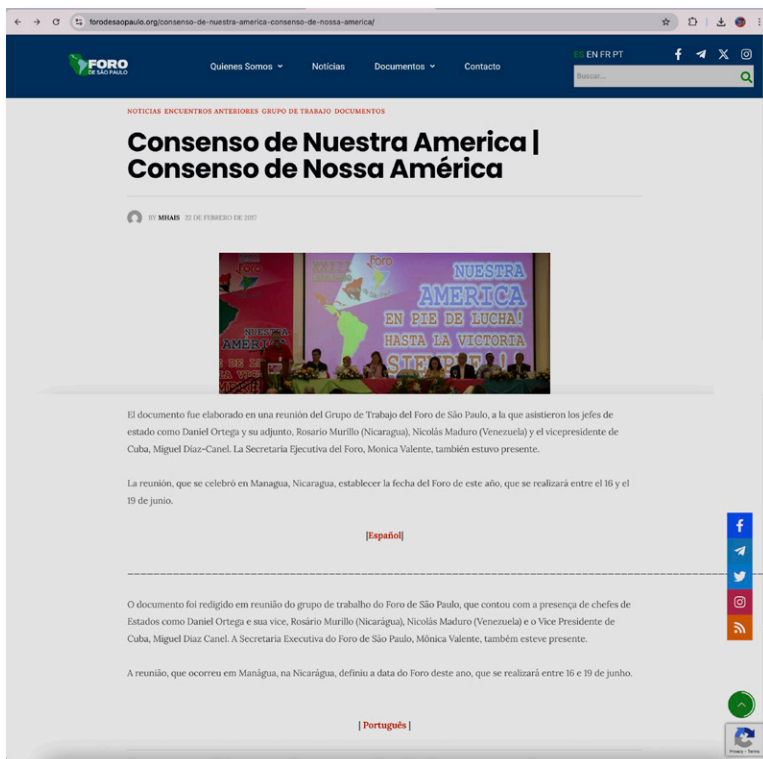 forodesaopaulo.org/consenso-de-nuestra-america-consenso-de-nossa-america/
FORO
DE SÃO PAULO
Quienes Somos
Notícias
Documentos
Contacto
ES EN FR PT
Buscar...
NOTICIAS ENCUENTROS ANTERIORES GRUPO DE TRABAJO DOCUMENTOS
Consenso de Nuestra America |
Consenso de Nossa América
BY MHAIS 22 DE FEBRERO DE 2017
Foro
Foro
NUESTRA
AMERICA
EN PIE DE LUCHA!
HASTA LA VICTORIA
SIEMPRE!
NUESTRA
AMERICA
El documento fue elaborado en una reunión del Grupo de Trabajo del Foro de São Paulo, a la que asistieron los jefes de
estado como Daniel Ortega y su adjunto, Rosario Murillo (Nicaragua), Nicolás Maduro (Venezuela) y el vicepresidente de
Cuba, Miguel Díaz-Canel. La Secretaria Ejecutiva del Foro, Monica Valente, también estuvo presente.
La reunión, que se celebró en Managua, Nicaragua, establecer la fecha del Foro de este año, que se realizará entre el 16 y el
19 de junio.
|Español|
O documento foi redigido em reunião do grupo de trabalho do Foro de São Paulo, que contou com a presença de chefes de
Estados como Daniel Ortega e sua vice, Rosário Murillo (Nicarágua), Nicolás Maduro (Venezuela) e o Vice Presidente de
Cuba, Miguel Diaz Canel. A Secretaria Executiva do Foro de São Paulo, Mônica Valente, também esteve presente.
A reunião, que ocorreu em Manágua, na Nicarágua, definiu a data do Foro deste ano, que se realizará entre 16 e 19 de junho.
| Português |
Privacy - Terms